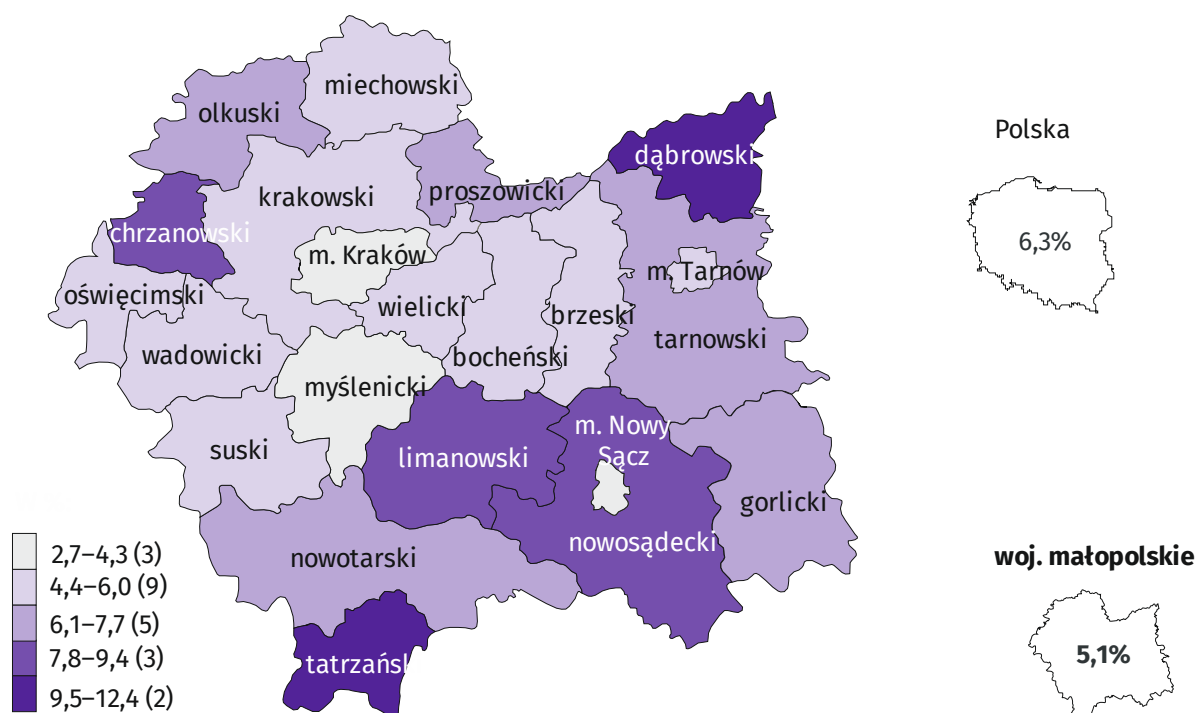 miechowski
olkuski
Polska
dąbrowski
krakowski
proszowicki
chrzanowski
6,3%
m. Kraków
m. Tarnów
oświęcimski
wielicki
brzeski
tarnowski
wadowicki
bocheński
myślenicki
m. Nowy
Sącz
suski
limanowski
gorlicki
nowosądecki
nowotarski
woj. małopolskie
2,7–4,3 (3)
4,4–6,0 (9)
6,1–7,7 (5)
7,8–9,4 (3)
9,5–12,4 (2)
tatrzańsk
5,1%